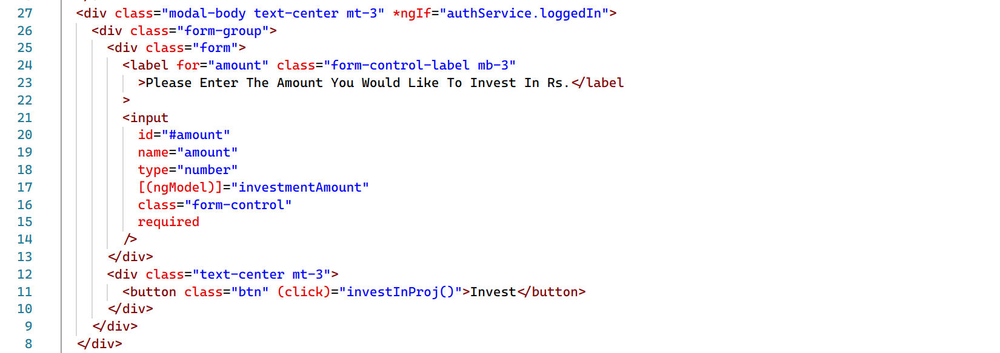 27 <div class="modal-body text-center mt-3" *ngIf="authService.loggedIn">
26 <div class="form-group">
25 <div class="form">
24 <label for="amount" class="form-control-label mb-3"
23 >Please Enter The Amount You Would Like To Invest In Rs.</label
22 >
21 <input
20 id="#amount"
19 name="amount"
18 type="number"
17 [(ngModel)]="investmentAmount"
16 class="form-control"
15 required
14 />
13 </div>
12 <div class="text-center mt-3">
11 <button class="btn" (click)="investInProj()">Invest</button>
10 </div>
9 </div>
8 </div>